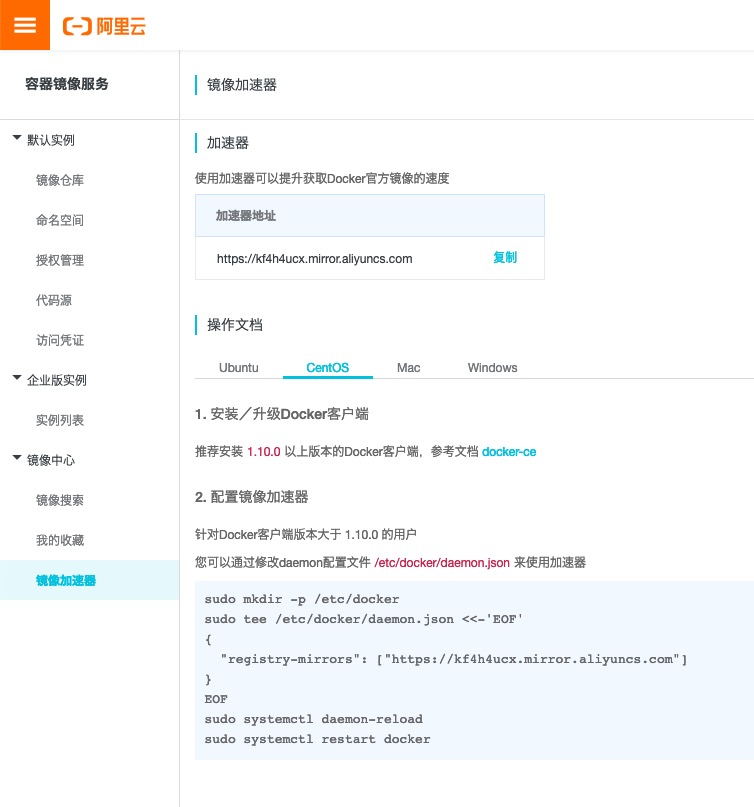 阿里云
容器镜像服务
默认实例
镜像仓库
命名空间
授权管理
代码源
访问凭证
企业版实例
实例列表
镜像中心
镜像搜索
我的收藏
镜像加速器
镜像加速器
加速器
使用加速器可以提升获取Docker官方镜像的速度
加速器地址
https://kf4h4ucx.mirror.aliyuncs.com 复制
操作文档
Ubuntu CentOS Mac Windows
1. 安装／升级Docker客户端
推荐安装 1.10.0 以上版本的Docker客户端，参考文档 docker-ce
2. 配置镜像加速器
针对Docker客户端版本大于 1.10.0 的用户
您可以通过修改daemon配置文件 /etc/docker/daemon.json 来使用加速器
sudo mkdir -p /etc/docker
sudo tee /etc/docker/daemon.json <<-'EOF'
{
  "registry-mirrors": ["https://kf4h4ucx.mirror.aliyuncs.com"]
}
EOF
sudo systemctl daemon-reload
sudo systemctl restart docker